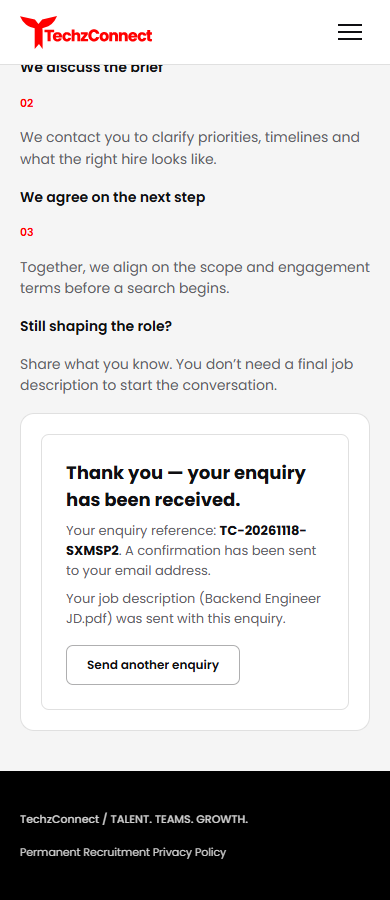 TechzConnect
We discuss the brief
02
We contact you to clarify priorities, timelines and
what the right hire looks like.
We agree on the next step
03
Together, we align on the scope and engagement
terms before a search begins.
Still shaping the role?
Share what you know. You don’t need a final job
description to start the conversation.
Thank you — your enquiry
has been received.
Your enquiry reference: TC-20261118-
SXMSP2. A confirmation has been sent
to your email address.
Your job description (Backend Engineer
JD.pdf) was sent with this enquiry.
Send another enquiry
TechzConnect / TALENT. TEAMS. GROWTH.
Permanent Recruitment Privacy Policy